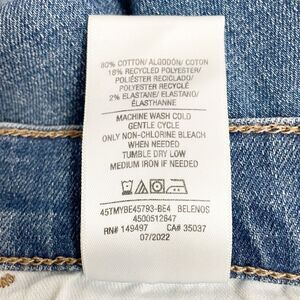 80% COTTON/ ALGODÓN/ COTON
18% RECYCLED POLYESTER/
POLIÉSTER RECICLADO/
POLYESTER RECYCLÉ
2% ELASTANE/ ELASTANO/
ÉLASTHANNE
MACHINE WASH COLD
GENTLE CYCLE
ONLY NON-CHLORINE BLEACH
WHEN NEEDED
TUMBLE DRY LOW
MEDIUM IRON IF NEEDED
45TMYBE45793-BE4 BELENOS
4500512847
RN# 149497 CA# 35037
07/2022